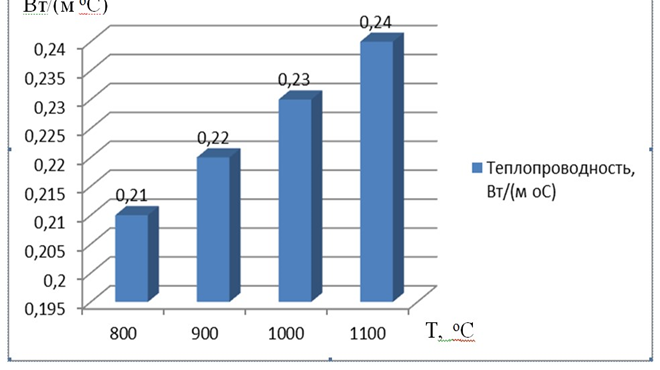 Вт/(м ºС)
0,24
0,235
0,23
0,225
0,22
0,215
0,21
0,205
0,2
0,195
0,21
0,22
0,23
0,24
800 900 1000 1100
Т, ºС
Теплопроводность,
Вт/(м оС)